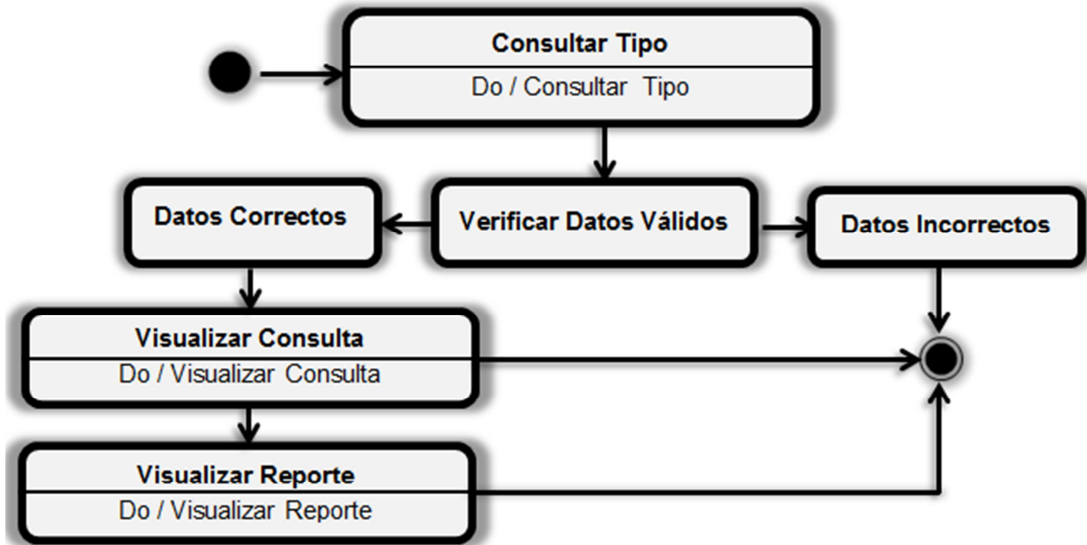 Consultar Tipo
Do / Consultar Tipo
Datos Correctos
Verificar Datos Válidos
Datos Incorrectos
Visualizar Consulta
Do / Visualizar Consulta
Visualizar Reporte
Do / Visualizar Reporte